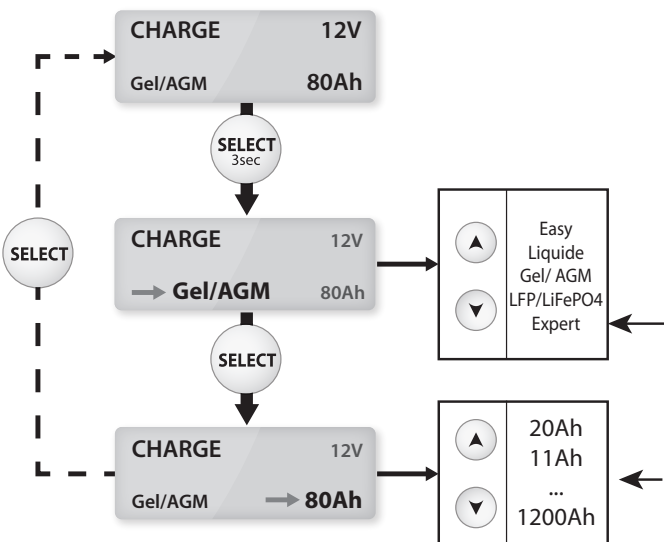 CHARGE 12V
Gel/AGM 80Ah
SELECT
3sec
CHARGE 12V
Gel/AGM 80Ah
Easy
Liquide
Gel/ AGM
LFP/LiFePO4
Expert
SELECT
SELECT
CHARGE 12V
Gel/AGM 80Ah
20Ah
11Ah
...
1200Ah